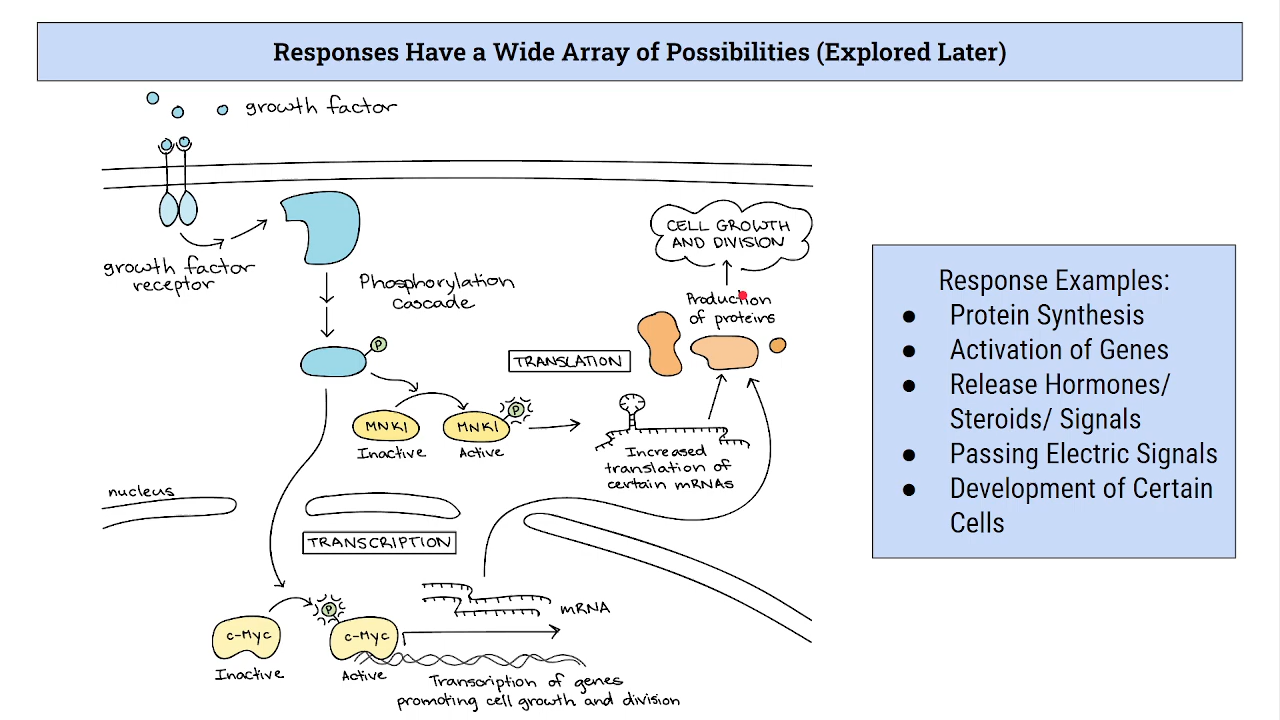 Responses Have a Wide Array of Possibilities (Explored Later)
growth factor
growth factor
receptor
Phosphorylation
cascade
P
CELL GROWTH
AND DIVISION
Production
of proteins
TRANSLATION
MNK1
Inactive
MNK1
P
Active
Increased
translation of
certain mRNAs
nucleus
TRANSCRIPTION
mRNA
c-Myc
Inactive
P
c-Myc
Active
Transcription of genes
promoting cell growth and division
Response Examples:
● Protein Synthesis
● Activation of Genes
● Release Hormones/
Steroids/ Signals
● Passing Electric Signals
● Development of Certain
Cells